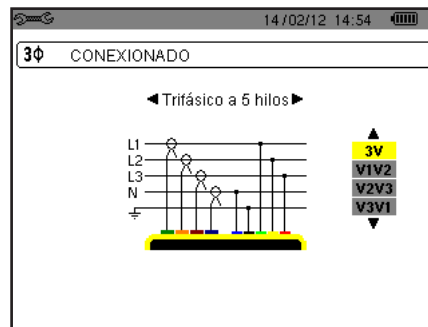 14/02/12 14:54
3Φ CONEXIONADO
◄Trifásico a 5 hilos►
L1
L2
L3
N
3V
V1V2
V2V3
V3V1